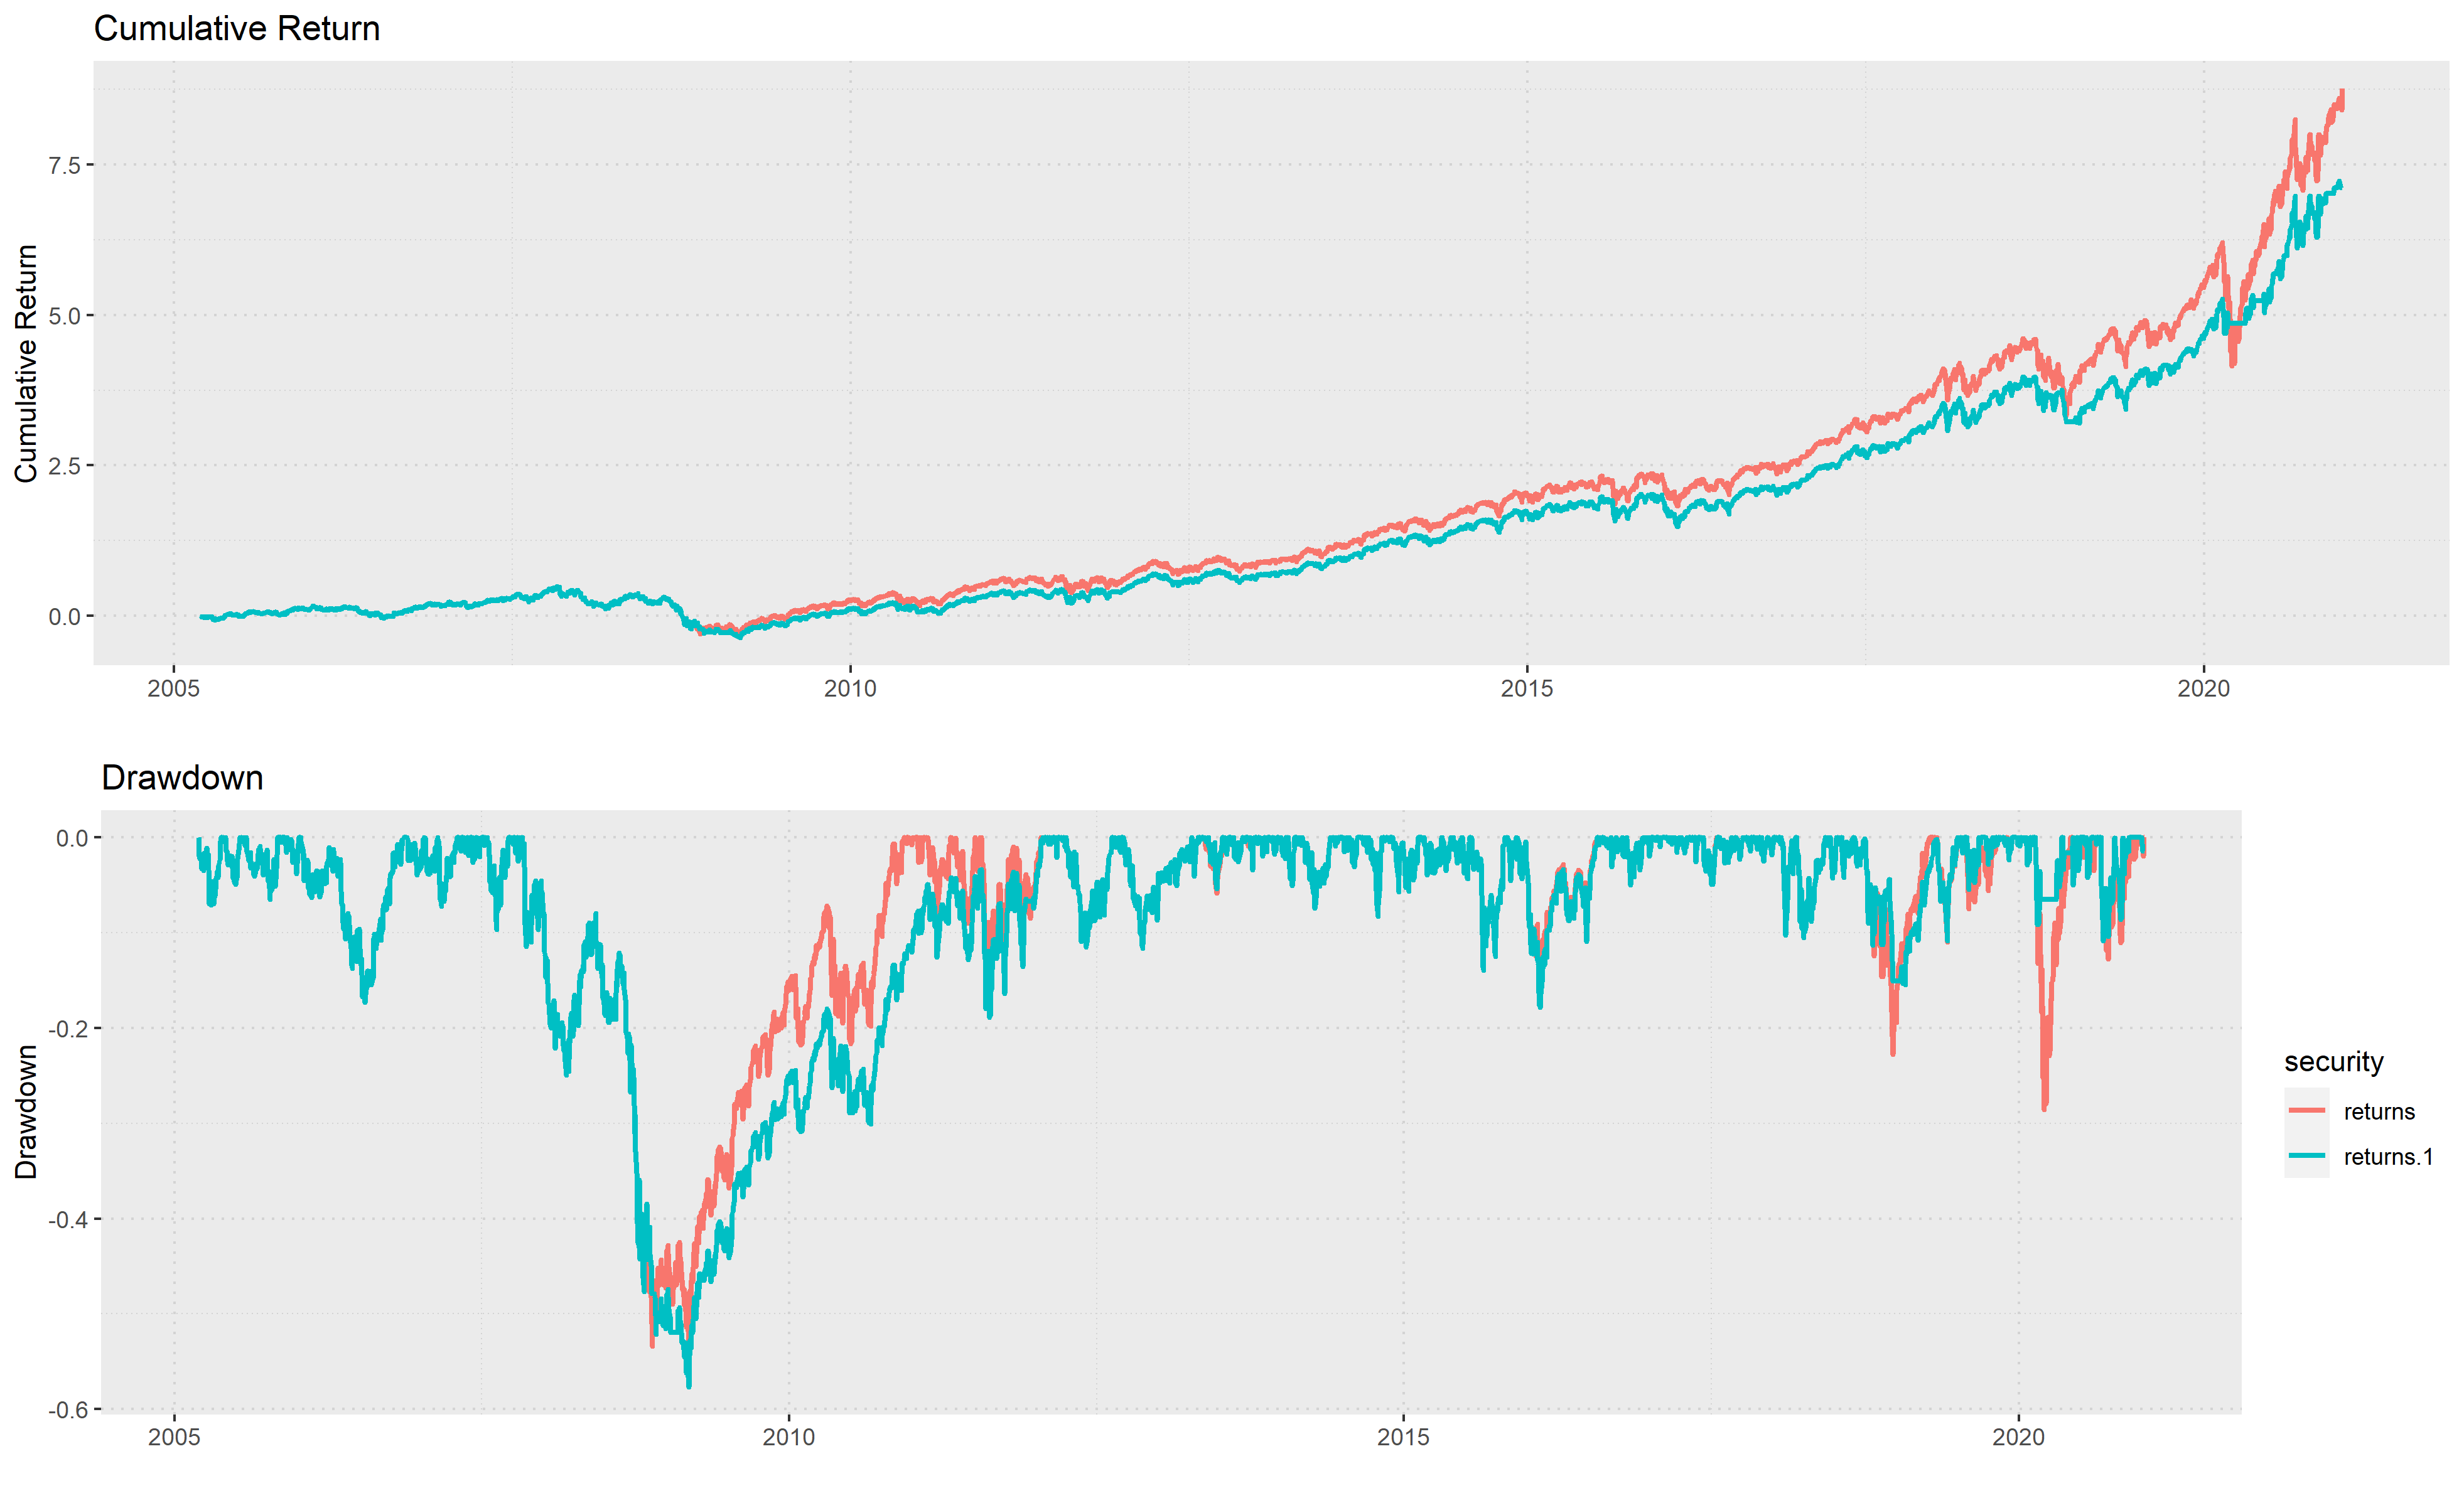 Cumulative Return
Cumulative Return
7.5
5.0
2.5
0.0
2005 2010 2015 2020
Drawdown
Drawdown
0.0
-0.2
-0.4
-0.6
2005 2010 2015 2020
security
returns
returns.1